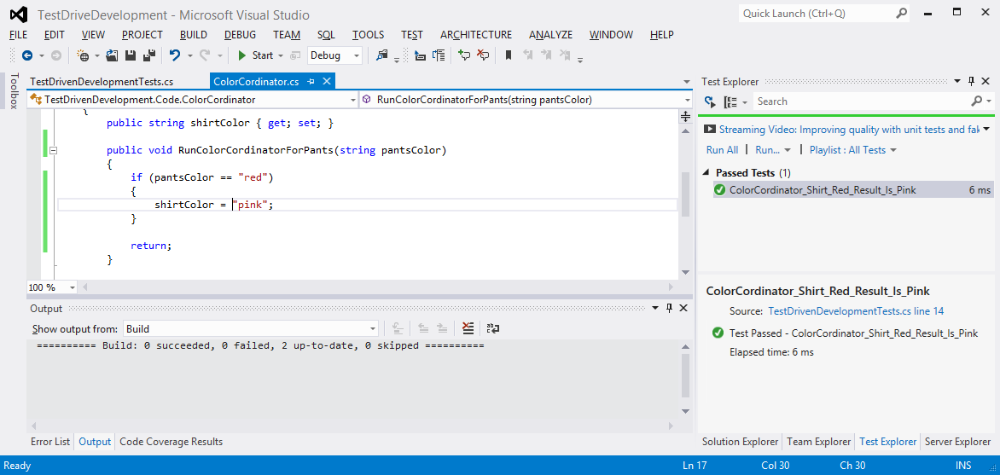 TestDriveDevelopment - Microsoft Visual Studio
Quick Launch (Ctrl+Q)
FILE EDIT VIEW PROJECT BUILD DEBUG TEAM SQL TOOLS TEST ARCHITECTURE ANALYZE WINDOW HELP
Start Debug
Toolbox
TestDrivenDevelopmentTests.cs ColorCordinator.cs
TestDrivenDevelopment.Code.ColorCordinator RunColorCordinatorForPants(string pantsColor)
{
public string shirtColor { get; set; }
public void RunColorCordinatorForPants(string pantsColor)
{
if (pantsColor == "red")
{
shirtColor = "pink";
}
return;
}
100 %
Output
Show output from: Build
========== Build: 0 succeeded, 0 failed, 2 up-to-date, 0 skipped ==========
Error List Output Code Coverage Results
Test Explorer
Search
Streaming Video: Improving quality with unit tests and fak
Run All | Run... | Playlist : All Tests
Passed Tests (1)
ColorCordinator_Shirt_Red_Result_Is_Pink 6 ms
ColorCordinator_Shirt_Red_Result_Is_Pink
Source: TestDrivenDevelopmentTests.cs line 14
Test Passed - ColorCordinator_Shirt_Red_Result_Is_Pink
Elapsed time: 6 ms
Solution Explorer Team Explorer Test Explorer Server Explorer
Ready Ln 17 Col 30 Ch 30 INS